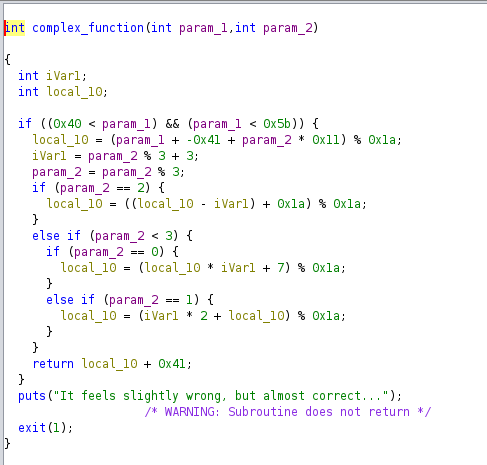 int complex_function(int param_1,int param_2)
{
int iVar1;
int local_10;
if ((0x40 < param_1) && (param_1 < 0x5b)) {
local_10 = (param_1 + -0x41 + param_2 * 0x11) % 0x1a;
iVar1 = param_2 % 3 + 3;
param_2 = param_2 % 3;
if (param_2 == 2) {
local_10 = ((local_10 - iVar1) + 0x1a) % 0x1a;
}
else if (param_2 < 3) {
if (param_2 == 0) {
local_10 = (local_10 * iVar1 + 7) % 0x1a;
}
else if (param_2 == 1) {
local_10 = (iVar1 * 2 + local_10) % 0x1a;
}
}
return local_10 + 0x41;
}
puts("It feels slightly wrong, but almost correct...");
/* WARNING: Subroutine does not return */
exit(1);
}